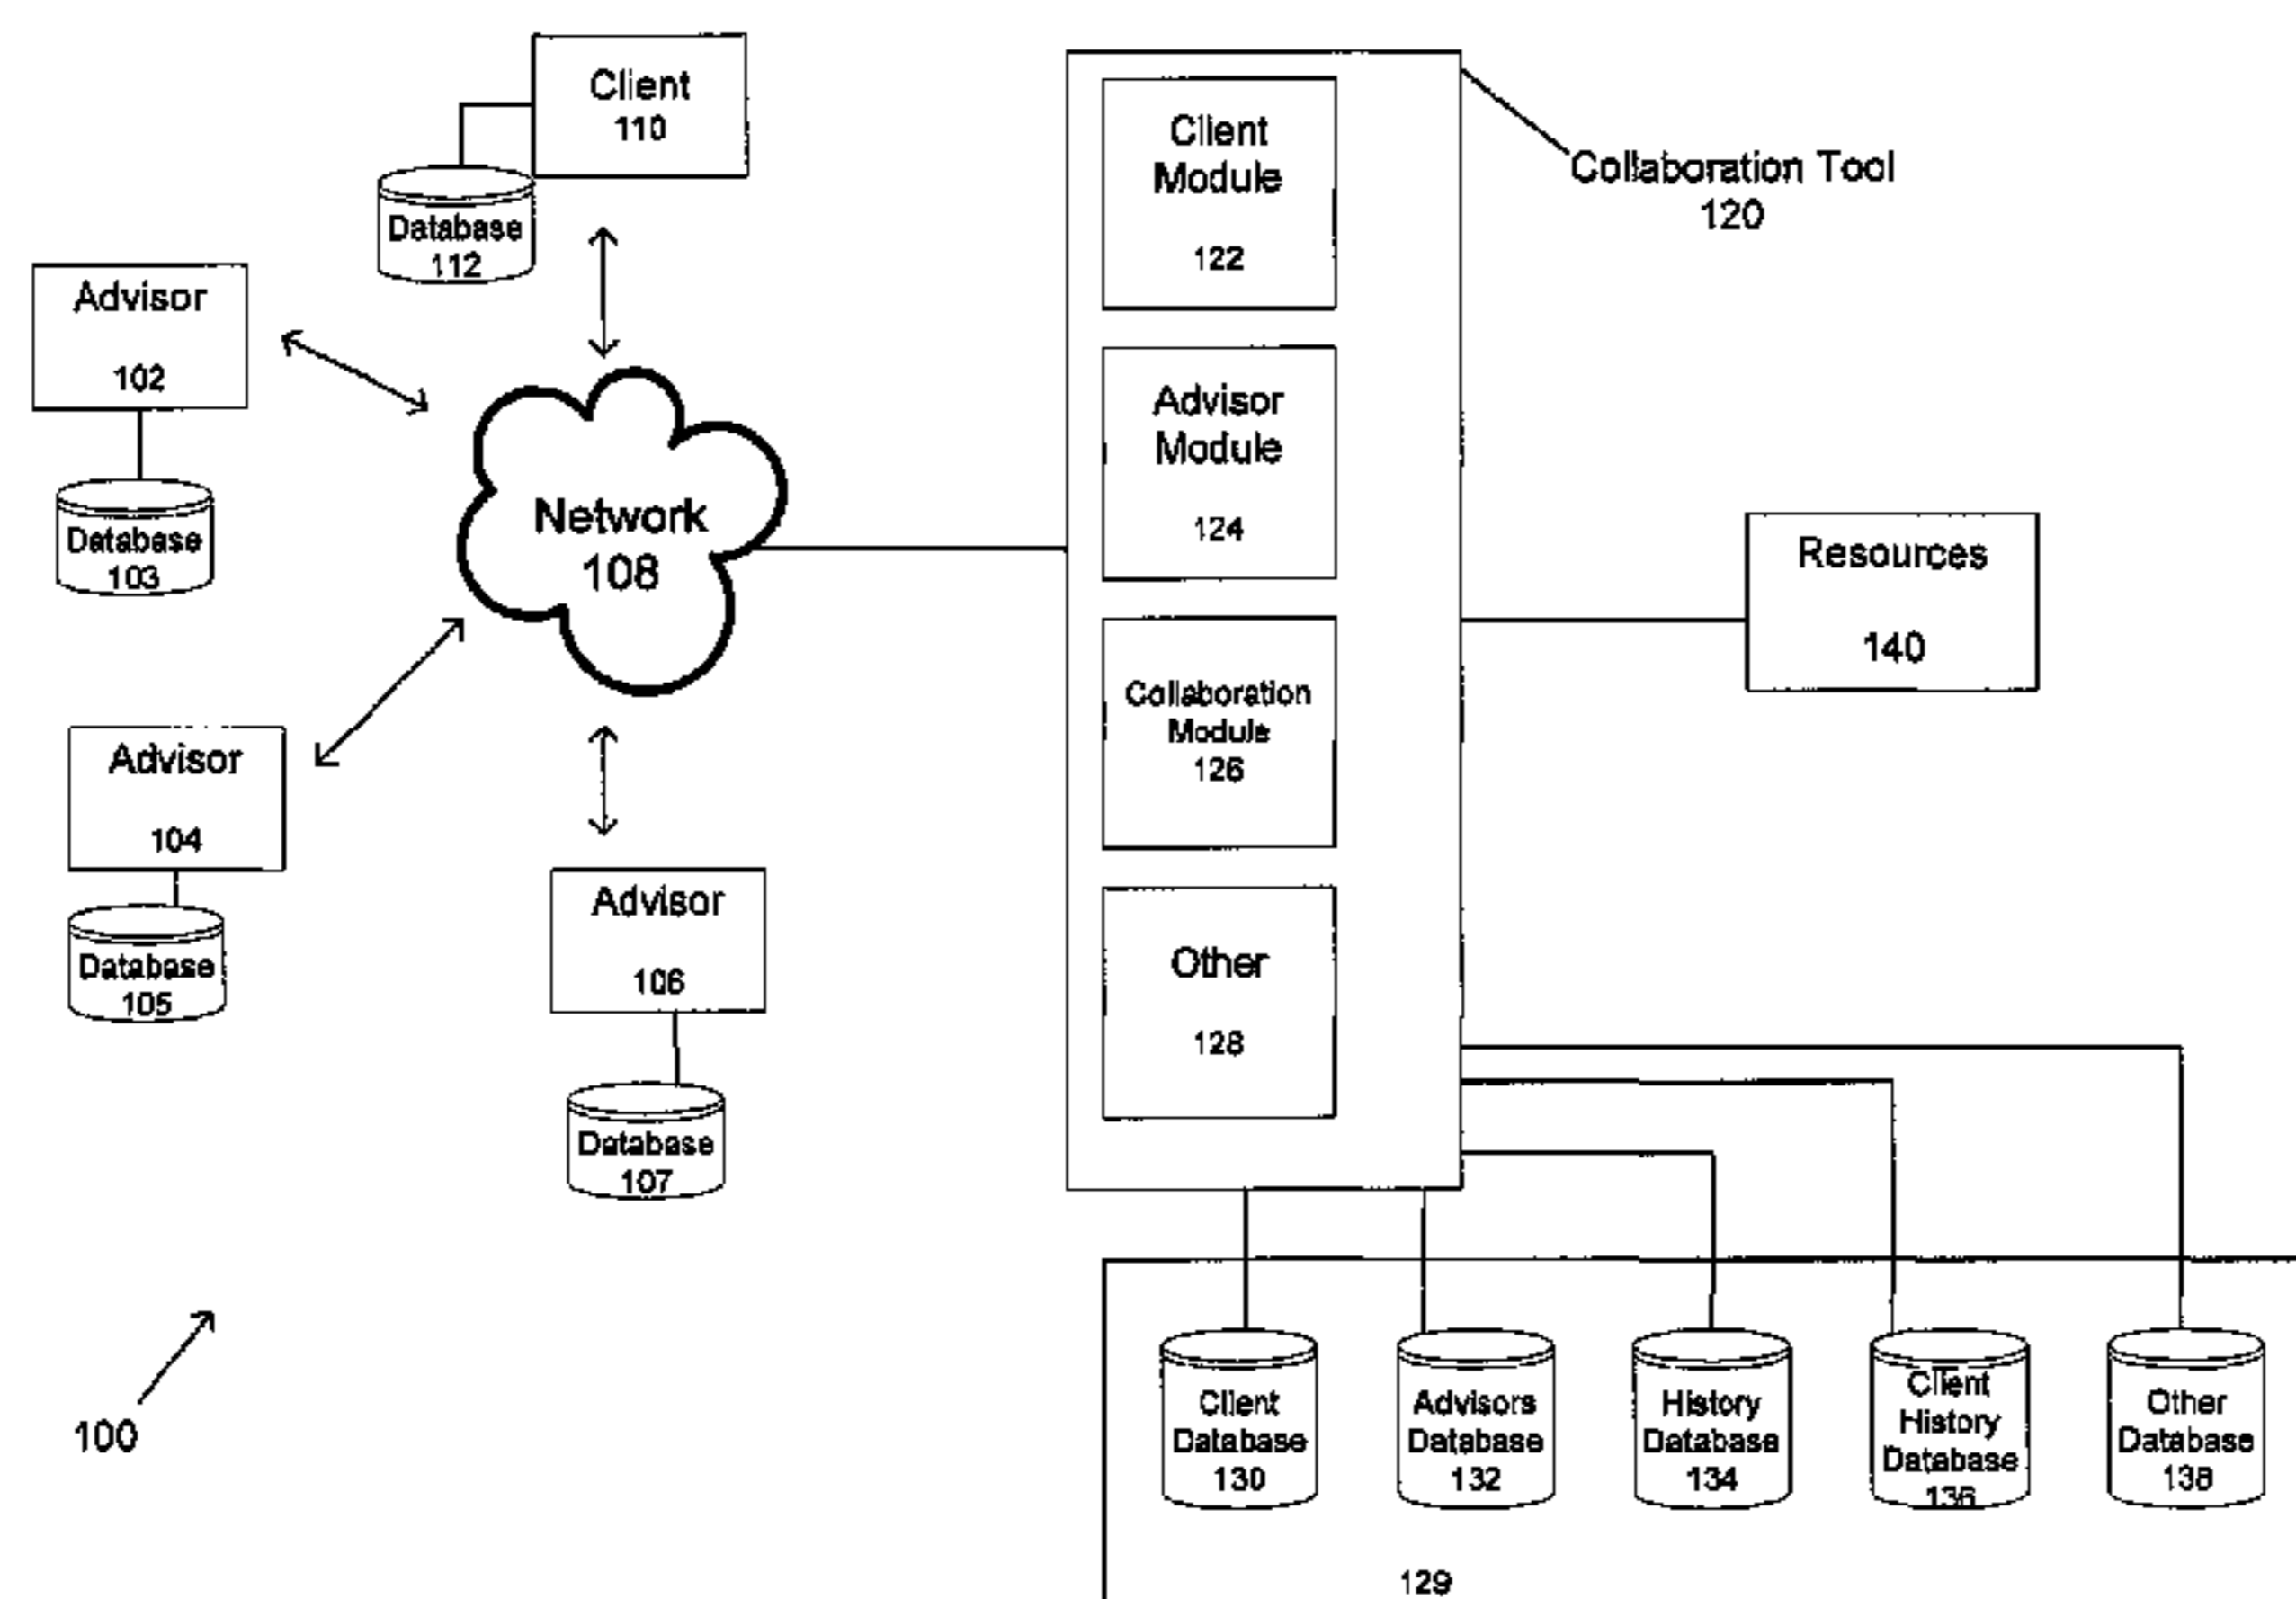 Client
110
Database
112
Advisor
102
Database
103
Network
108
Advisor
104
Database
105
Advisor
106
Database
107
100
Client
Module
122
Advisor
Module
124
Collaboration
Module
126
Other
128
Collaboration Tool
120
Resources
140
Client
Database
130
Advisors
Database
132
History
Database
134
Client
History
Database
136
Other
Database
138
129